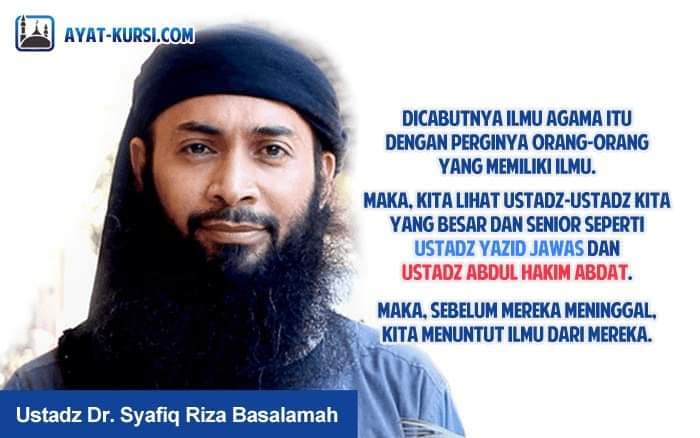 AYAT-KURSI.COM
DICABUTNYA ILMU AGAMA ITU
DENGAN PERGINYA ORANG-ORANG
YANG MEMILIKI ILMU.
MAKA, KITA LIHAT USTADZ-USTADZ KITA
YANG BESAR DAN SENIOR SEPERTI
USTADZ YAZID JAWAS DAN
USTADZ ABDUL HAKIM ABDAT.
MAKA, SEBELUM MEREKA MENINGGAL,
KITA MENUNTUT ILMU DARI MEREKA.
Ustadz Dr. Syafiq Riza Basalamah